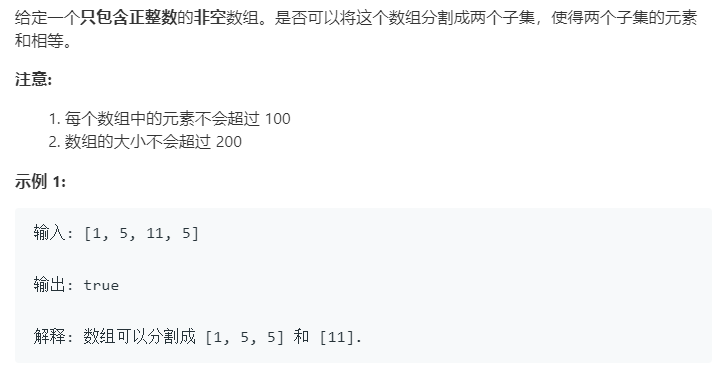 给定一个只包含正整数的非空数组。是否可以将这个数组分割成两个子集，使得两个子集的元素
和相等。
注意:
1. 每个数组中的元素不会超过 100
2. 数组的大小不会超过 200
示例 1:
输入: [1, 5, 11, 5]
输出: true
解释: 数组可以分割成 [1, 5, 5] 和 [11].